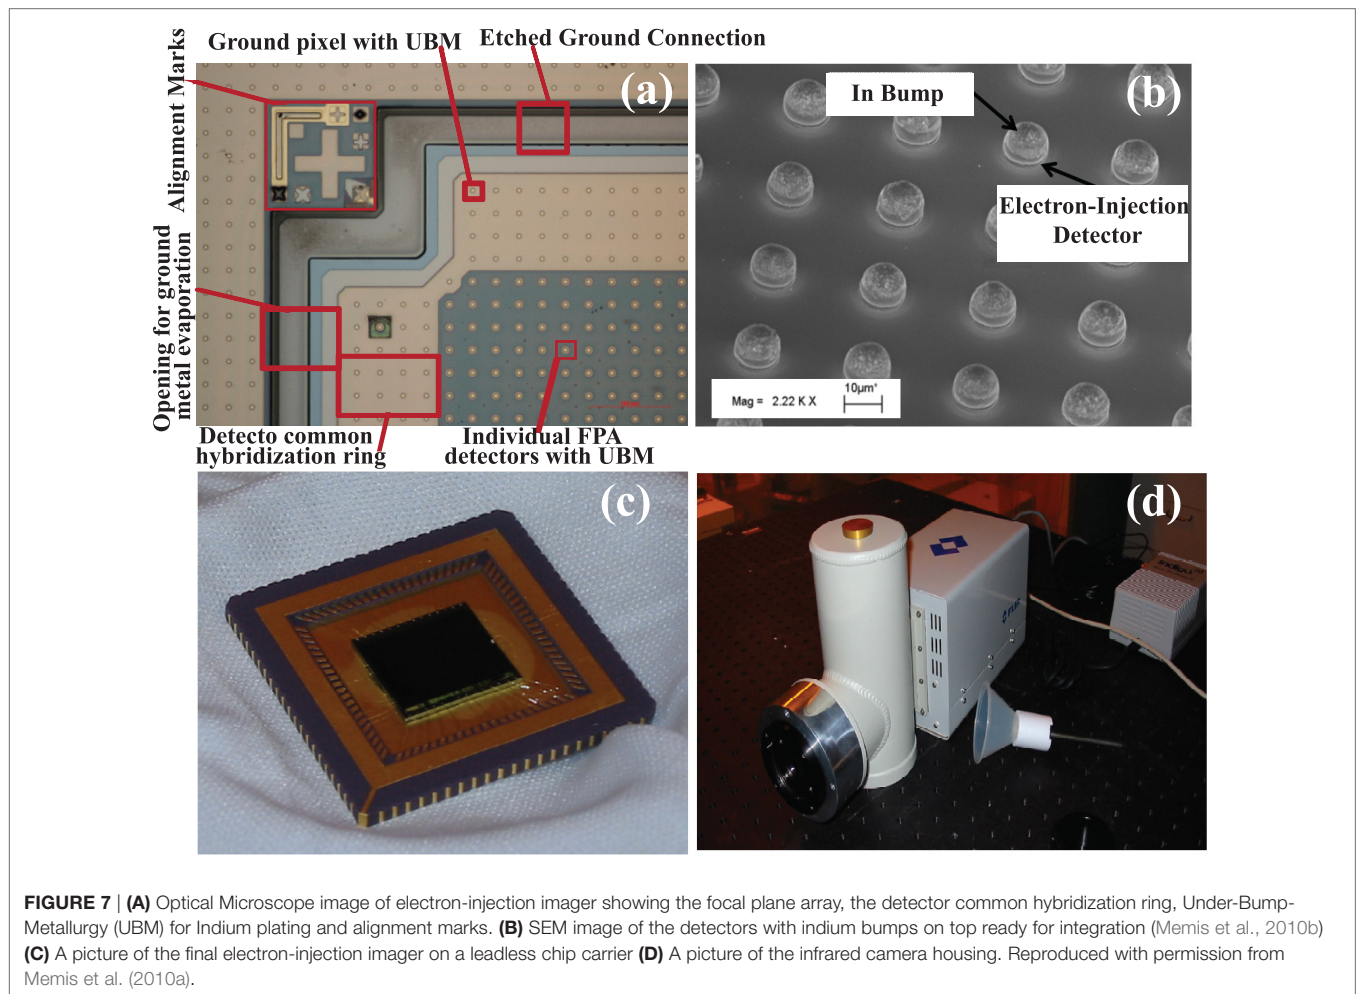 Ground pixel with UBM
Etched Ground Connection
Alignment Marks
(a)
Opening for ground
metal evaporation
Detecto common
hybridization ring
Individual FPA
detectors with UBM
(b)
In Bump
Electron-Injection
Detector
Mag = 2.22 K X
10µm*
(c)
(d)
FLIR
indigo
FIGURE 7 | (A) Optical Microscope image of electron-injection imager showing the focal plane array, the detector common hybridization ring, Under-Bump-
Metallurgy (UBM) for Indium plating and alignment marks. (B) SEM image of the detectors with indium bumps on top ready for integration (Memis et al., 2010b)
(C) A picture of the final electron-injection imager on a leadless chip carrier (D) A picture of the infrared camera housing. Reproduced with permission from
Memis et al. (2010a).